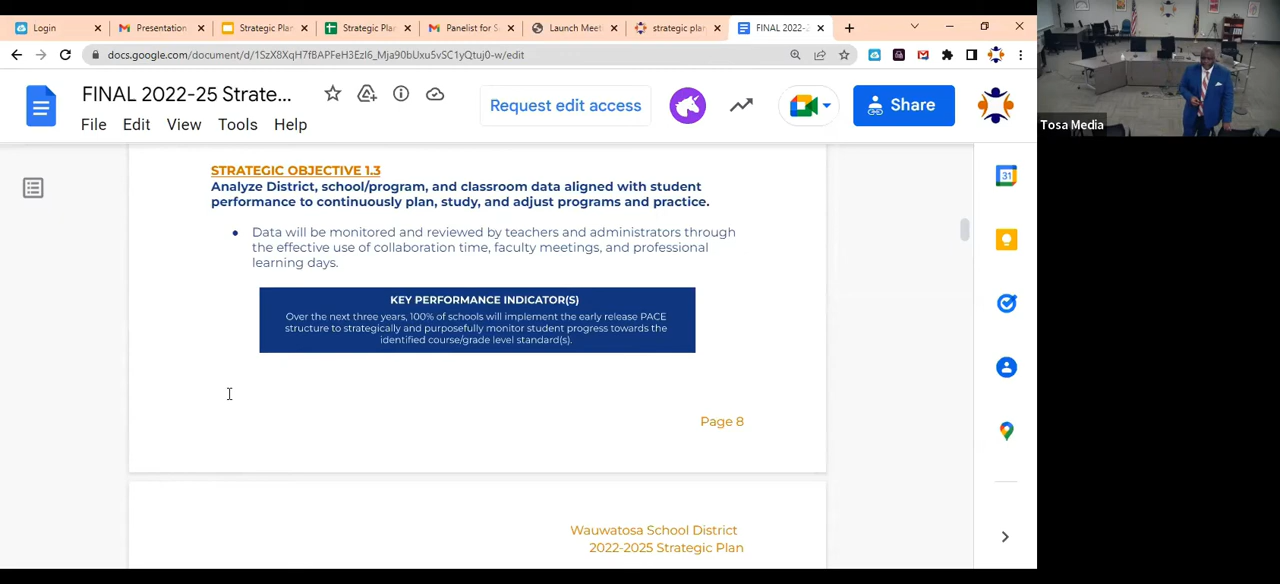 Login
Presentation
Strategic Plan
Strategic Plan
Panelist for S
Launch Meet
strategic plan
FINAL 2022-2
docs.google.com/document/d/1SzX8XqH7fBAPFeH3EzI6_Mja90bUxu5vSC1yQtuj0-w/edit
FINAL 2022-25 Strate...
File Edit View Tools Help
Request edit access
Share
31
Tosa Media
STRATEGIC OBJECTIVE 1.3
Analyze District, school/program, and classroom data aligned with student
performance to continuously plan, study, and adjust programs and practice.
• Data will be monitored and reviewed by teachers and administrators through
the effective use of collaboration time, faculty meetings, and professional
learning days.
KEY PERFORMANCE INDICATOR(S)
Over the next three years, 100% of schools will implement the early release PACE
structure to strategically and purposefully monitor student progress towards the
identified course/grade level standard(s).
Page 8
Wauwatosa School District
2022-2025 Strategic Plan